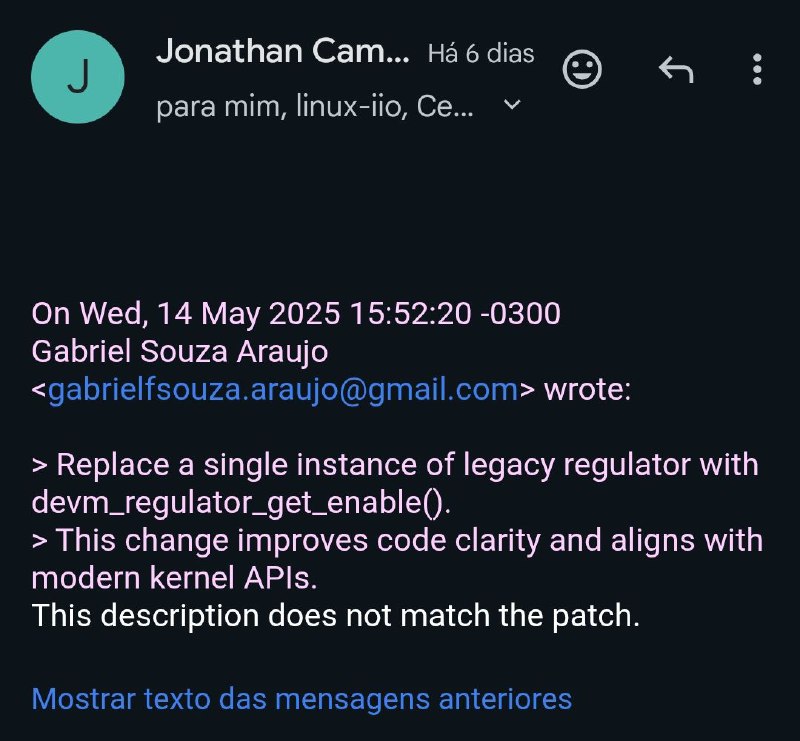 J
Jonathan Cam... Há 6 dias
para mim, linux-iio, Ce...
On Wed, 14 May 2025 15:52:20 -0300
Gabriel Souza Araujo
<gabrielfsouza.araujo@gmail.com> wrote:
> Replace a single instance of legacy regulator with
devm_regulator_get_enable().
> This change improves code clarity and aligns with
modern kernel APIs.
This description does not match the patch.
Mostrar texto das mensagens anteriores